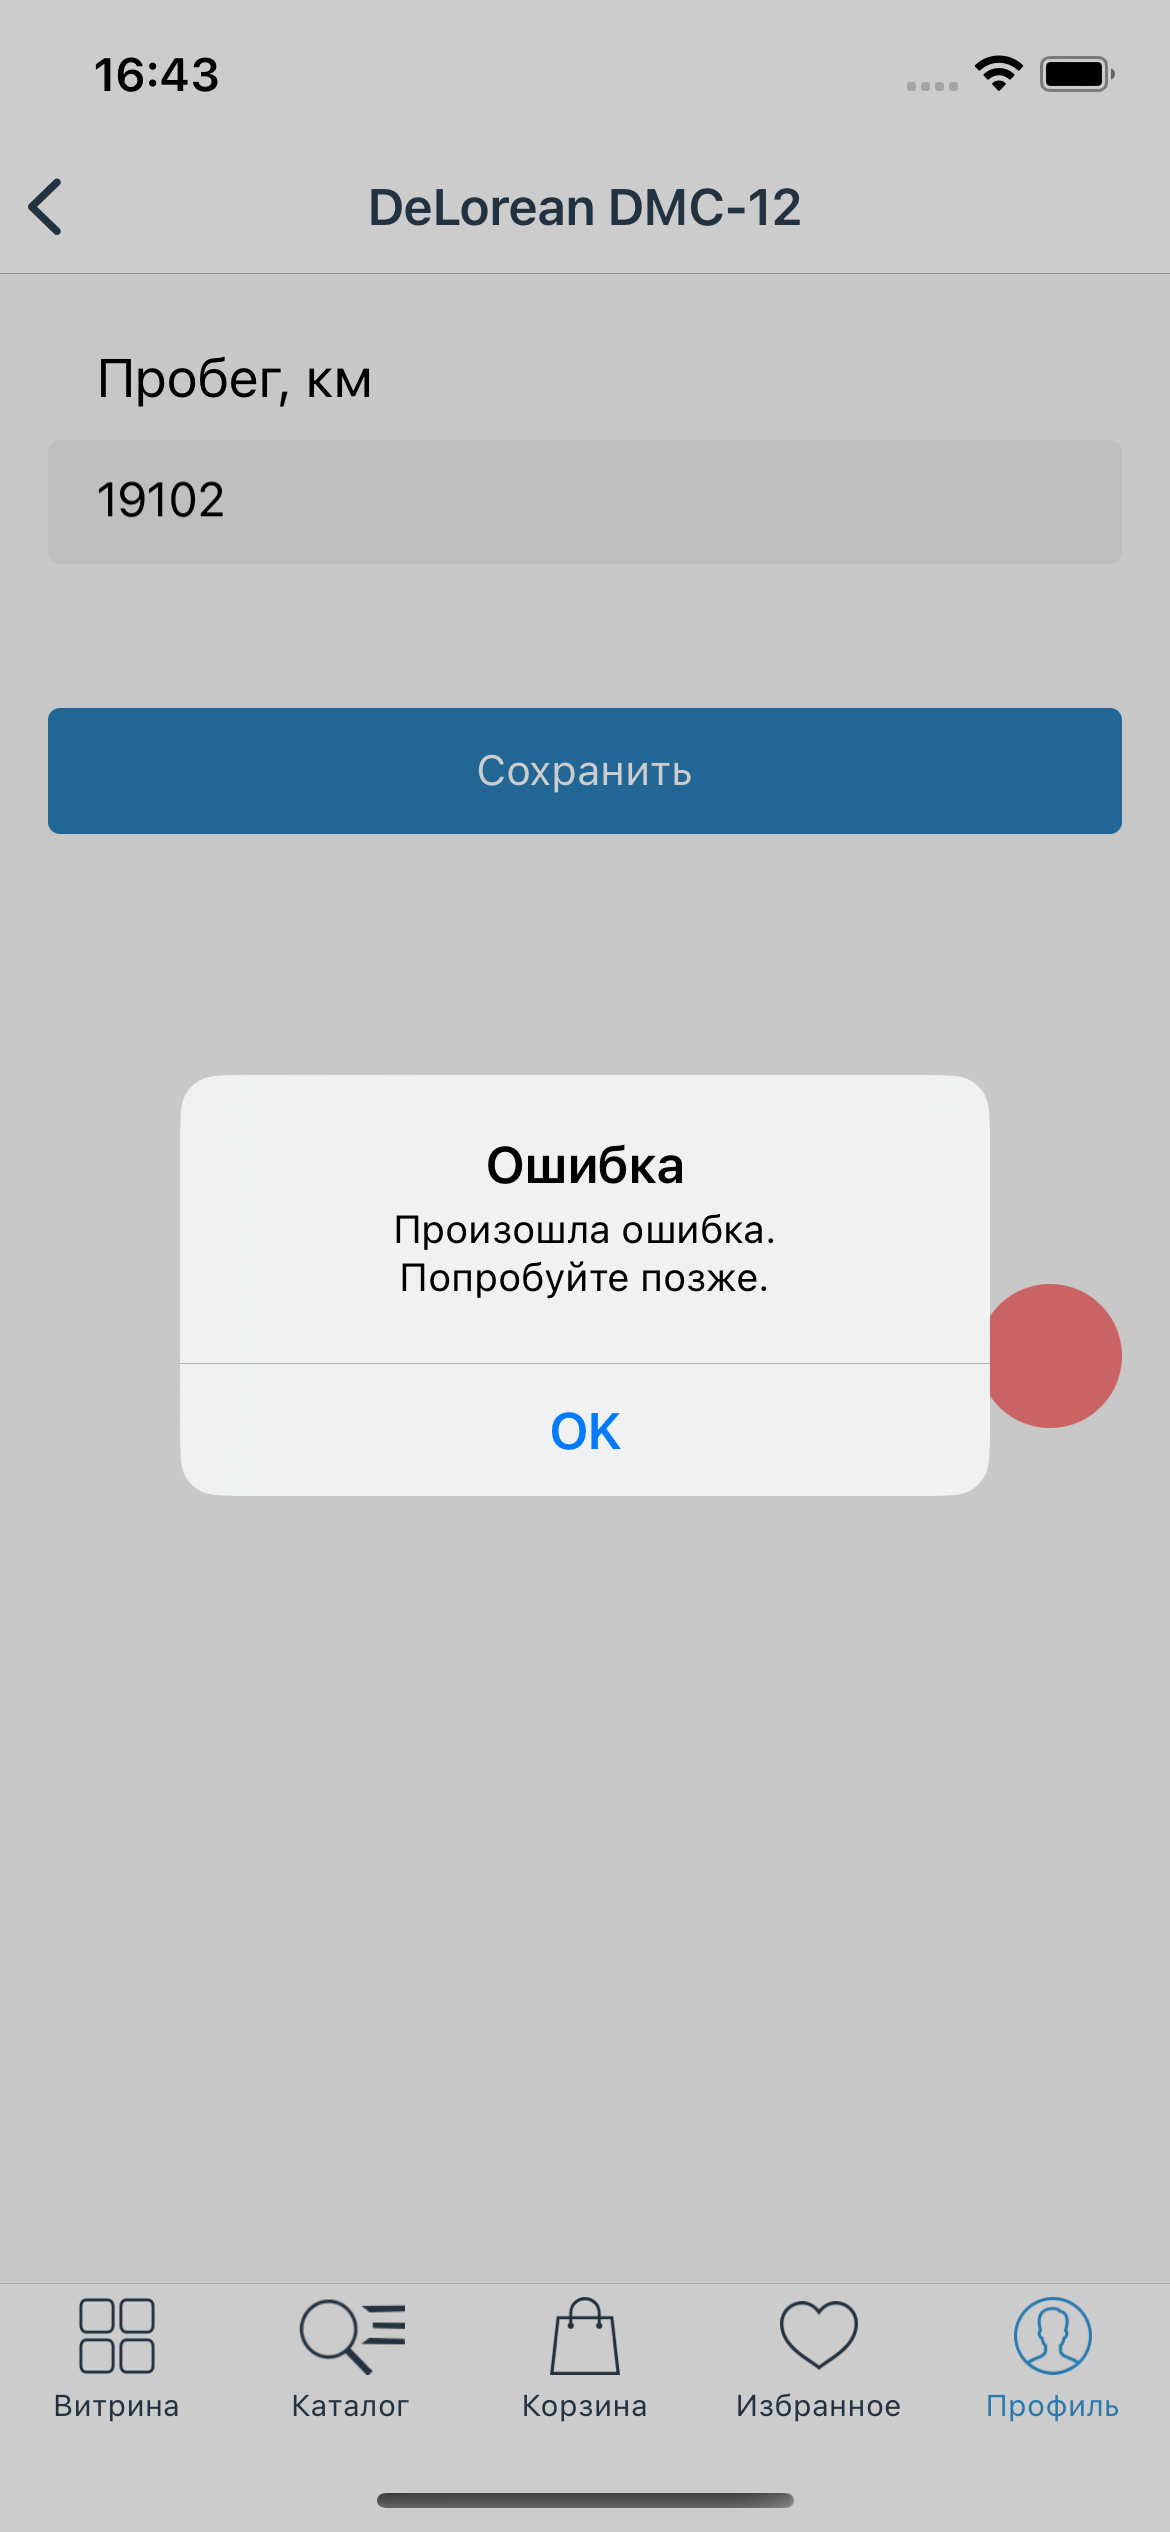 16:43
DeLorean DMC-12
Пробег, км
19102
Сохранить
Ошибка
Произошла ошибка.
Попробуйте позже.
OK
Витрина
Каталог
Корзина
Избранное
Профиль